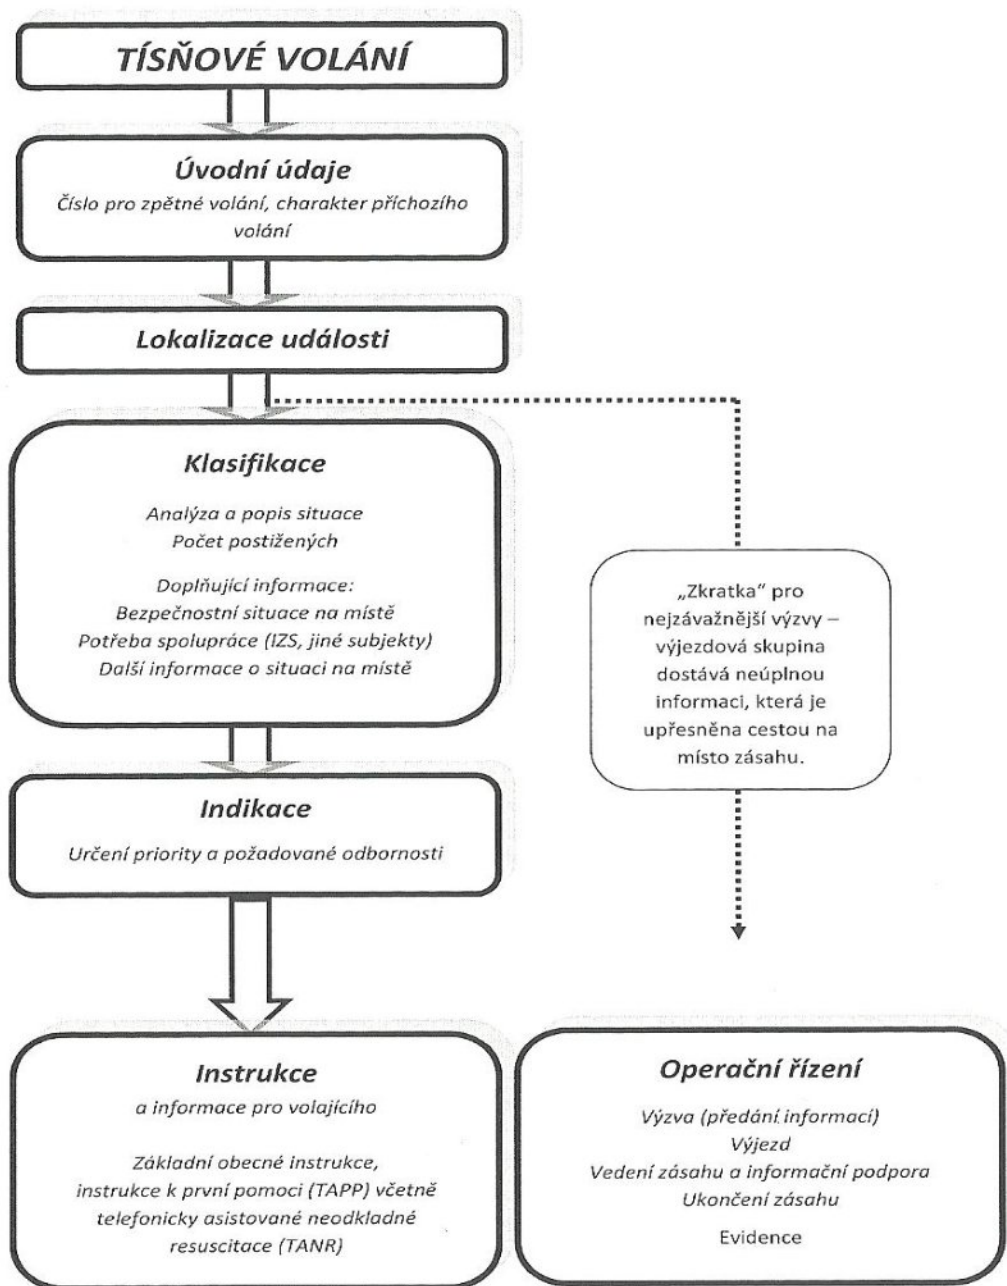 TÍSŇOVÉ VOLÁNÍ
Úvodní údaje
Číslo pro zpětné volání, charakter příchozího
volání
Lokalizace události
Klasifikace
Analýza a popis situace
Počet postižených
Doplňující informace:
Bezpečnostní situace na místě
Potřeba spolupráce (IZS, jiné subjekty)
Další informace o situaci na místě
„Zkratka“ pro
nejzávažnější výzvy –
výjezdová skupina
dostává neúplnou
informaci, která je
upřesněna cestou na
místo zásahu.
Indikace
Určení priority a požadované odbornosti
Instrukce
a informace pro volajícího
Základní obecné instrukce,
instrukce k první pomoci (TAPP) včetně
telefonicky asistované neodkladné
resuscitace (TANR)
Operační řízení
Výzva (předání informací)
Výjezd
Vedení zásahu a informační podpora
Ukončení zásahu
Evidence